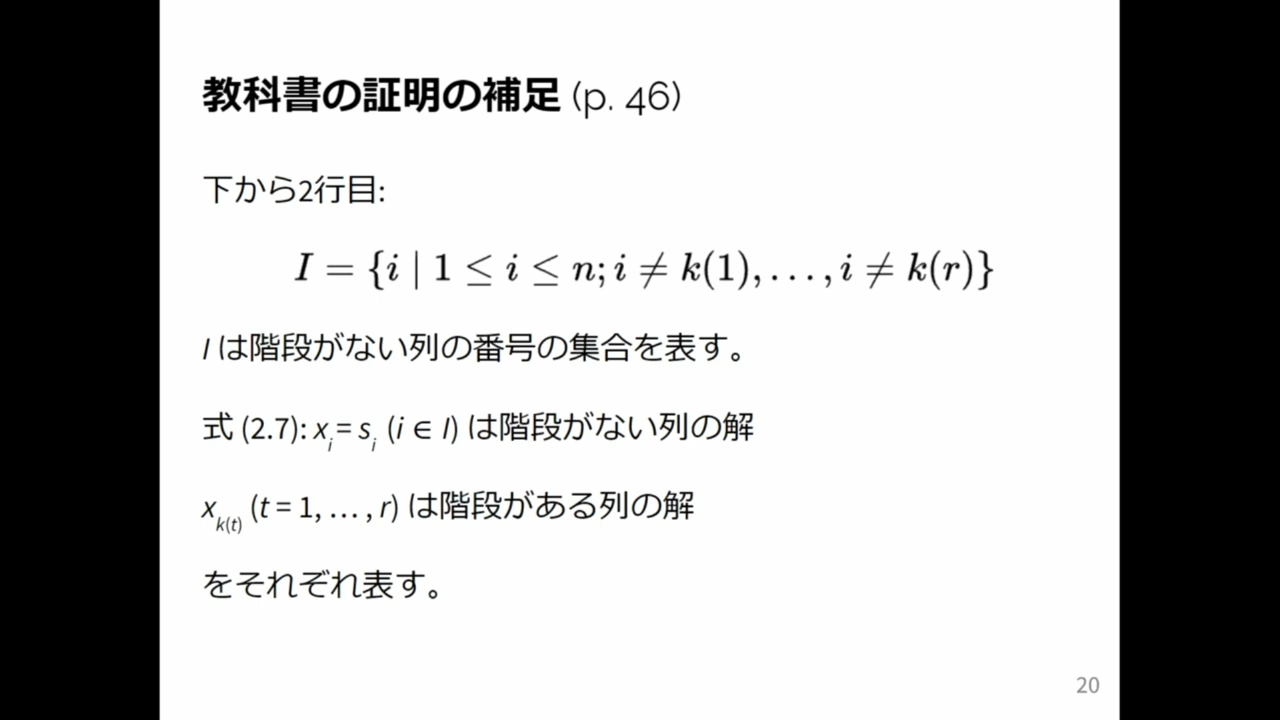 教科書の証明の補足 (p. 46)
下から2行目:
I = {i | 1 ≤ i ≤ n; i ≠ k(1), . . . , i ≠ k(r)}
I は階段がない列の番号の集合を表す。
式 (2.7): x_i = s_i (i ∈ I) は階段がない列の解
x_{k(t)} (t = 1, … , r) は階段がある列の解
をそれぞれ表す。
20